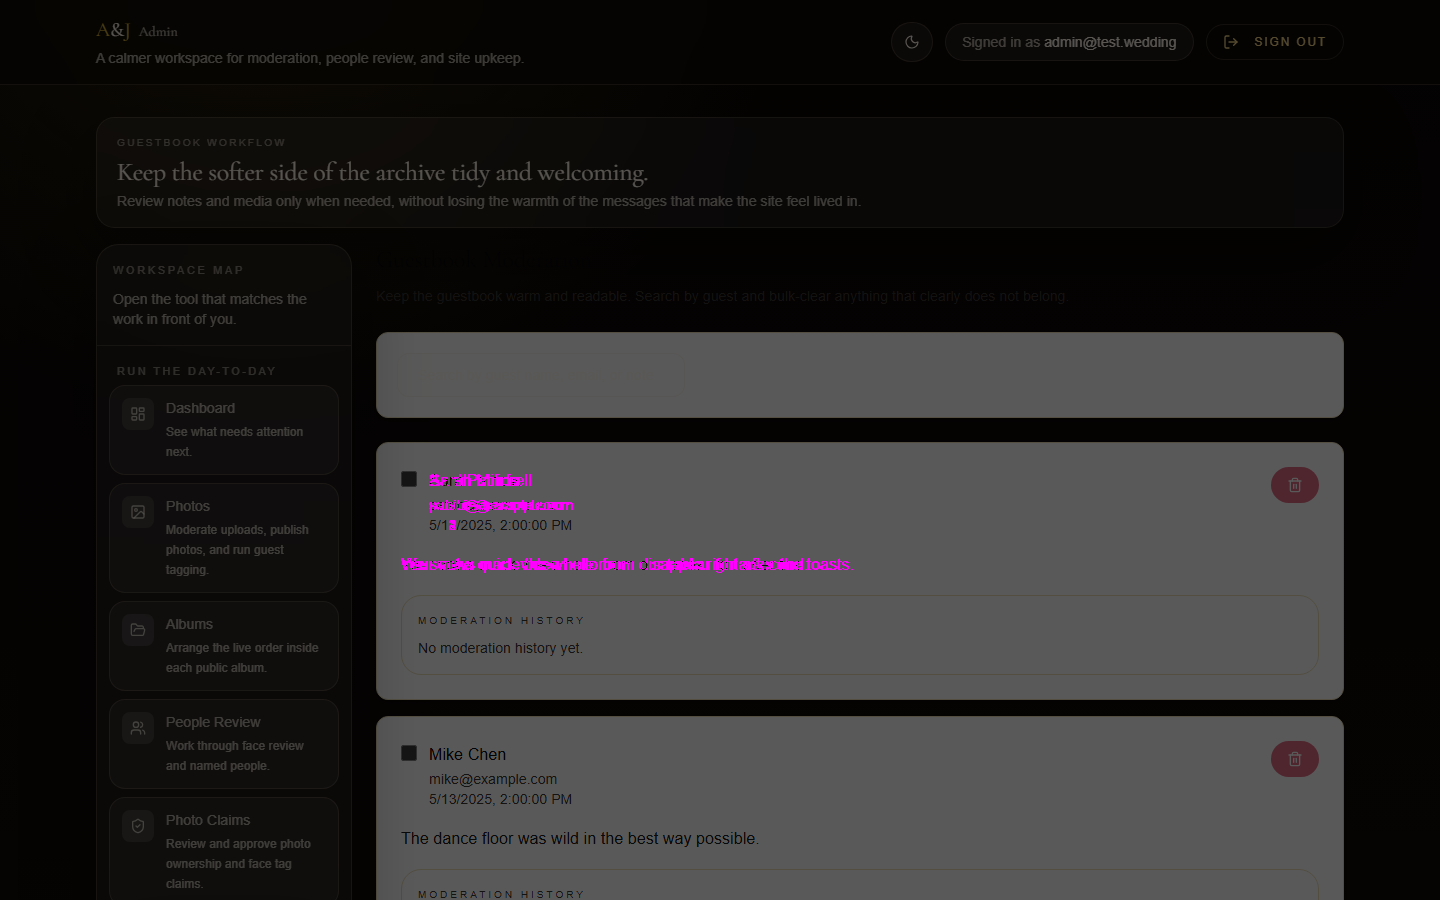 A&J Admin
A calmer workspace for moderation, people review, and site upkeep.
Signed in as admin@test.wedding
SIGN OUT
GUESTBOOK WORKFLOW
Keep the softer side of the archive tidy and welcoming.
Review notes and media only when needed, without losing the warmth of the messages that make the site feel lived in.
WORKSPACE MAP
Open the tool that matches the
work in front of you.
RUN THE DAY-TO-DAY
Dashboard
See what needs attention
next.
Photos
Moderate uploads, publish
photos, and run guest
tagging.
Albums
Arrange the live order inside
each public album.
People Review
Work through face review
and named people.
Photo Claims
Review and approve photo
ownership and face tag
claims.
Keep the guestbook warm and readable. Search by guest and bulk-clear anything that clearly does not belong.
/2025, 2:00:00 PM
MODERATION HISTORY
No moderation history yet.
Mike Chen
mike@example.com
5/13/2025, 2:00:00 PM
The dance floor was wild in the best way possible.
MODERATION HISTORY